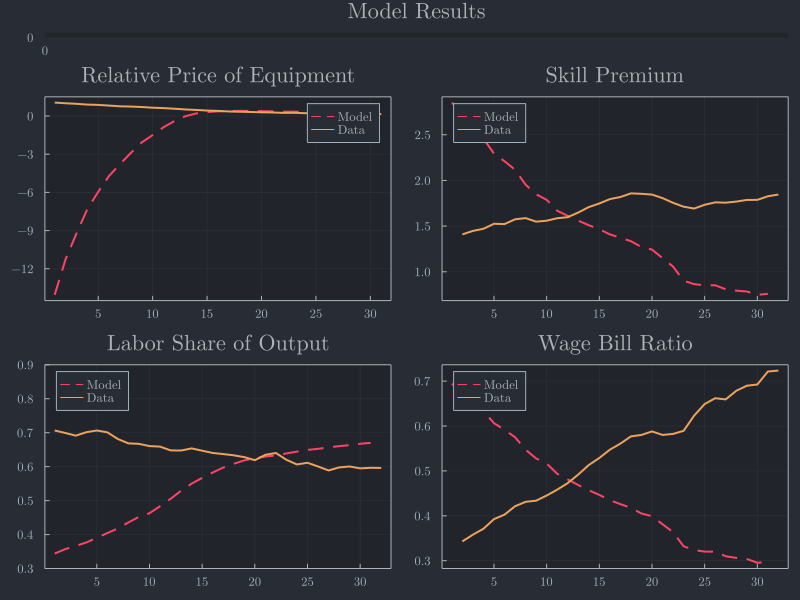 Model Results
0
0
Relative Price of Equipment
Model
Data
0
−3
−6
−9
−12
5 10 15 20 25 30
Skill Premium
Model
Data
2.5
2.0
1.5
1.0
5 10 15 20 25 30
Labor Share of Output
Model
Data
0.9
0.8
0.7
0.6
0.5
0.4
0.3
5 10 15 20 25 30
Wage Bill Ratio
Model
Data
0.7
0.6
0.5
0.4
0.3
5 10 15 20 25 30